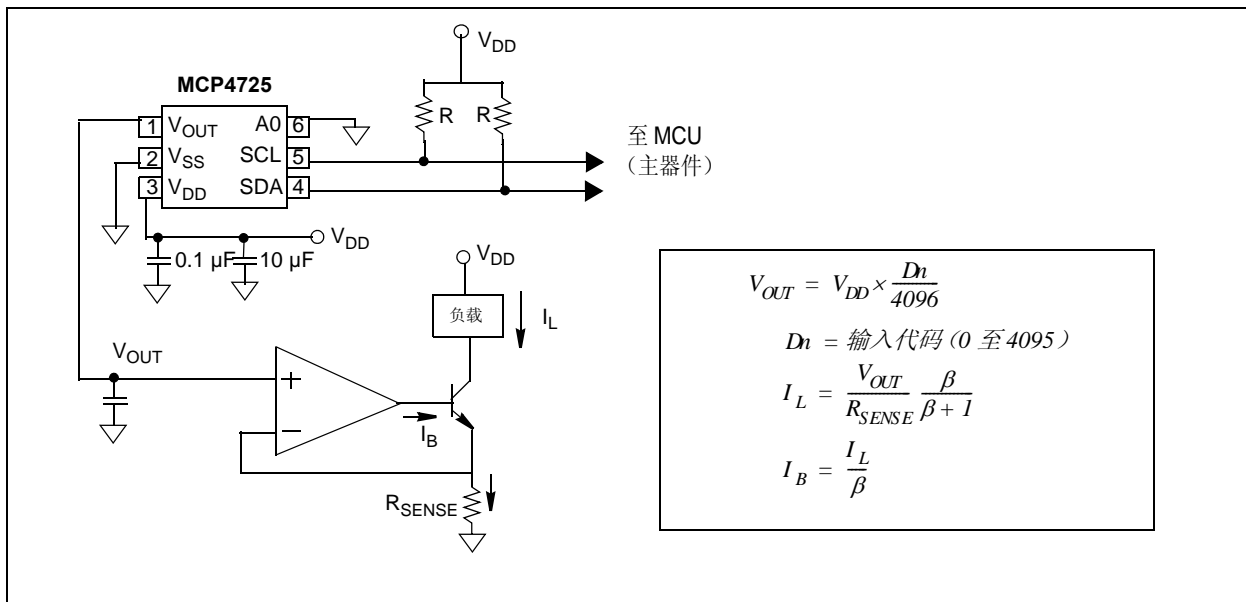 V_DD
MCP4725
R R
1 V_OUT A0 6
2 V_SS SCL 5
3 V_DD SDA 4
至 MCU
（主器件）
V_DD
0.1 µF 10 µF
V_DD
负载
I_L
V_OUT
+
−
I_B
R_SENSE
V_OUT = V_DD × Dn / 4096
Dn = 输入代码（0 至 4095）
I_L = V_OUT / R_SENSE β / β + 1
I_B = I_L / β